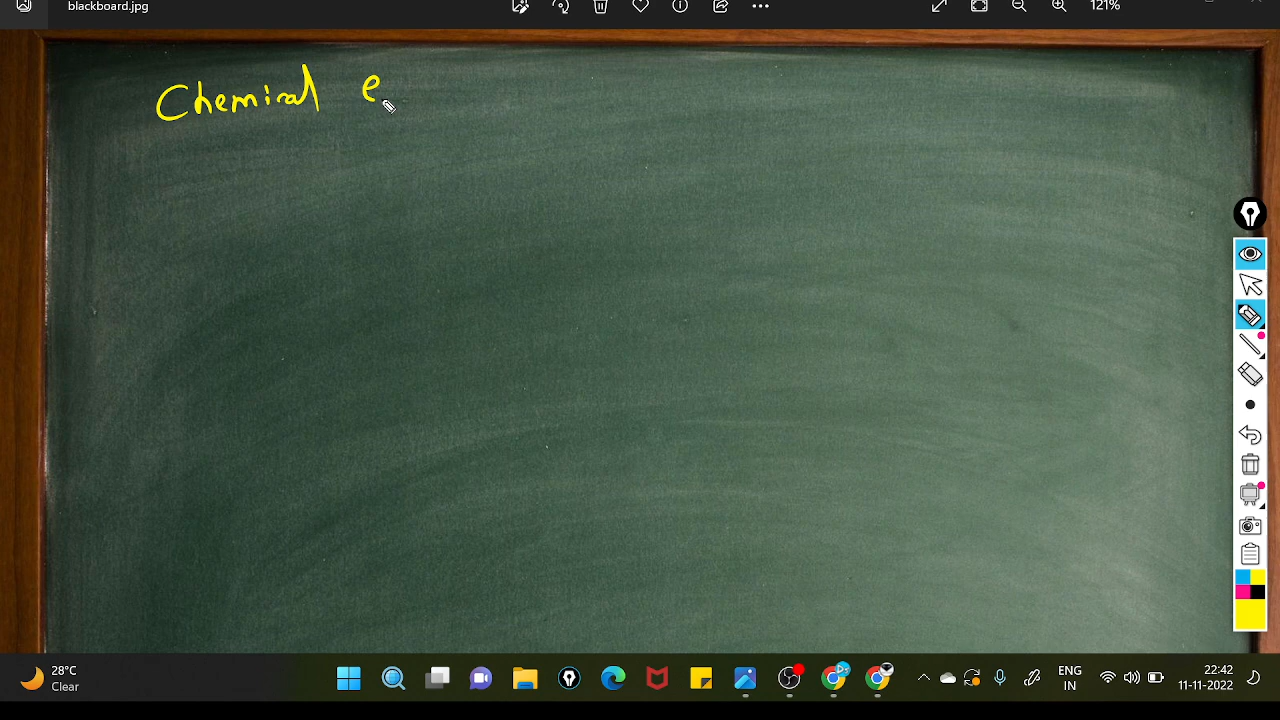 blackboard.jpg
121%
Chemical e
28°C
Clear
ENG
IN
22:42
11-11-2022